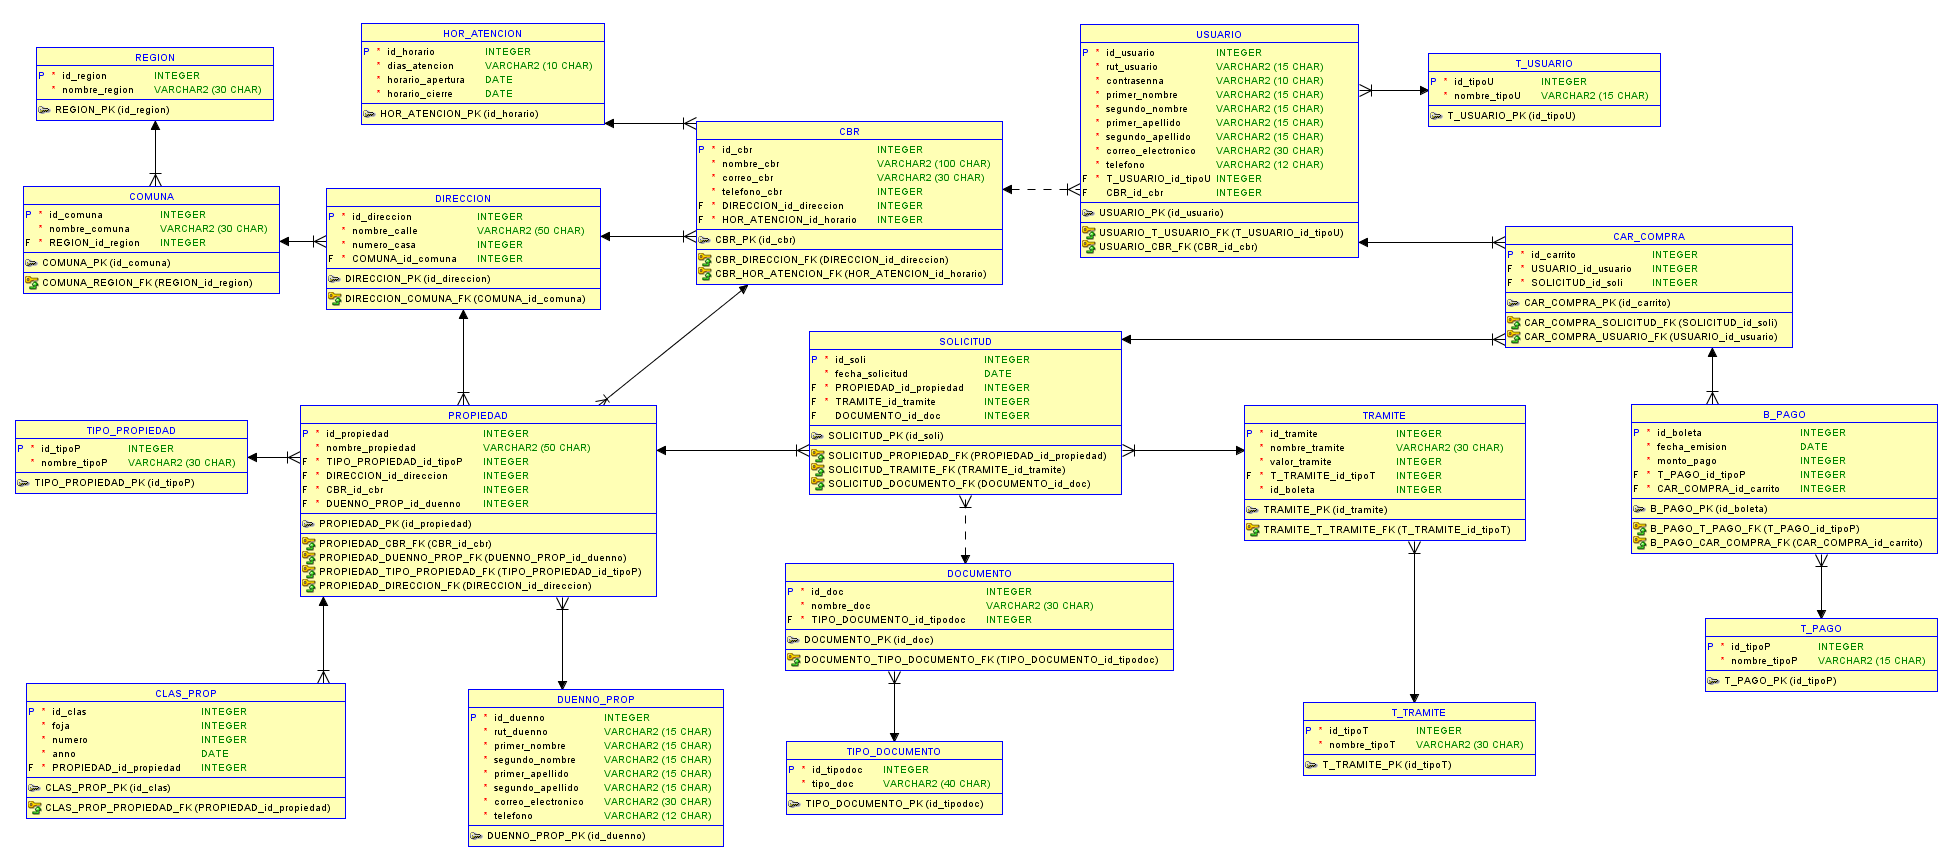 REGION
P * id_region INTEGER
* nombre_region VARCHAR2 (30 CHAR)
REGION_PK (id_region)
HOR_ATENCION
P * id_horario INTEGER
* dias_atencion VARCHAR2 (10 CHAR)
* horario_apertura DATE
* horario_cierre DATE
HOR_ATENCION_PK (id_horario)
USUARIO
P * id_usuario INTEGER
* rut_usuario VARCHAR2 (15 CHAR)
* contrasenna VARCHAR2 (10 CHAR)
* primer_nombre VARCHAR2 (15 CHAR)
* segundo_nombre VARCHAR2 (15 CHAR)
* primer_apellido VARCHAR2 (15 CHAR)
* segundo_apellido VARCHAR2 (15 CHAR)
* correo_electronico VARCHAR2 (30 CHAR)
* telefono VARCHAR2 (12 CHAR)
F * T_USUARIO_id_tipoU INTEGER
F CBR_id_cbr INTEGER
USUARIO_PK (id_usuario)
USUARIO_T_USUARIO_FK (T_USUARIO_id_tipoU)
USUARIO_CBR_FK (CBR_id_cbr)
T_USUARIO
P * id_tipoU INTEGER
* nombre_tipoU VARCHAR2 (15 CHAR)
T_USUARIO_PK (id_tipoU)
CBR
P * id_cbr INTEGER
* nombre_cbr VARCHAR2 (100 CHAR)
* correo_cbr VARCHAR2 (30 CHAR)
* telefono_cbr INTEGER
F * DIRECCION_id_direccion INTEGER
F * HOR_ATENCION_id_horario INTEGER
CBR_PK (id_cbr)
CBR_DIRECCION_FK (DIRECCION_id_direccion)
CBR_HOR_ATENCION_FK (HOR_ATENCION_id_horario)
COMUNA
P * id_comuna INTEGER
* nombre_comuna VARCHAR2 (30 CHAR)
F * REGION_id_region INTEGER
COMUNA_PK (id_comuna)
COMUNA_REGION_FK (REGION_id_region)
DIRECCION
P * id_direccion INTEGER
* nombre_calle VARCHAR2 (50 CHAR)
* numero_casa INTEGER
F * COMUNA_id_comuna INTEGER
DIRECCION_PK (id_direccion)
DIRECCION_COMUNA_FK (COMUNA_id_comuna)
CAR_COMPRA
P * id_carrito INTEGER
F * USUARIO_id_usuario INTEGER
F * SOLICITUD_id_soli INTEGER
CAR_COMPRA_PK (id_carrito)
CAR_COMPRA_SOLICITUD_FK (SOLICITUD_id_soli)
CAR_COMPRA_USUARIO_FK (USUARIO_id_usuario)
SOLICITUD
P * id_soli INTEGER
* fecha_solicitud DATE
F * PROPIEDAD_id_propiedad INTEGER
F * TRAMITE_id_tramite INTEGER
F DOCUMENTO_id_doc INTEGER
SOLICITUD_PK (id_soli)
SOLICITUD_PROPIEDAD_FK (PROPIEDAD_id_propiedad)
SOLICITUD_TRAMITE_FK (TRAMITE_id_tramite)
SOLICITUD_DOCUMENTO_FK (DOCUMENTO_id_doc)
TIPO_PROPIEDAD
P * id_tipoP INTEGER
* nombre_tipoP VARCHAR2 (30 CHAR)
TIPO_PROPIEDAD_PK (id_tipoP)
PROPIEDAD
P * id_propiedad INTEGER
* nombre_propiedad VARCHAR2 (50 CHAR)
F * TIPO_PROPIEDAD_id_tipoP INTEGER
F * DIRECCION_id_direccion INTEGER
F * CBR_id_cbr INTEGER
F * DUENNO_PROP_id_duenno INTEGER
PROPIEDAD_PK (id_propiedad)
PROPIEDAD_CBR_FK (CBR_id_cbr)
PROPIEDAD_DUENNO_PROP_FK (DUENNO_PROP_id_duenno)
PROPIEDAD_TIPO_PROPIEDAD_FK (TIPO_PROPIEDAD_id_tipoP)
PROPIEDAD_DIRECCION_FK (DIRECCION_id_direccion)
TRAMITE
P * id_tramite INTEGER
* nombre_tramite VARCHAR2 (30 CHAR)
* valor_tramite INTEGER
F * T_TRAMITE_id_tipoT INTEGER
* id_boleta INTEGER
TRAMITE_PK (id_tramite)
TRAMITE_T_TRAMITE_FK (T_TRAMITE_id_tipoT)
B_PAGO
P * id_boleta INTEGER
* fecha_emision DATE
* monto_pago INTEGER
F * T_PAGO_id_tipoP INTEGER
F * CAR_COMPRA_id_carrito INTEGER
B_PAGO_PK (id_boleta)
B_PAGO_T_PAGO_FK (T_PAGO_id_tipoP)
B_PAGO_CAR_COMPRA_FK (CAR_COMPRA_id_carrito)
DOCUMENTO
P * id_doc INTEGER
* nombre_doc VARCHAR2 (30 CHAR)
F * TIPO_DOCUMENTO_id_tipodoc INTEGER
DOCUMENTO_PK (id_doc)
DOCUMENTO_TIPO_DOCUMENTO_FK (TIPO_DOCUMENTO_id_tipodoc)
T_PAGO
P * id_tipoP INTEGER
* nombre_tipoP VARCHAR2 (15 CHAR)
T_PAGO_PK (id_tipoP)
CLAS_PROP
P * id_clas INTEGER
* foja INTEGER
* numero INTEGER
* anno DATE
F * PROPIEDAD_id_propiedad INTEGER
CLAS_PROP_PK (id_clas)
CLAS_PROP_PROPIEDAD_FK (PROPIEDAD_id_propiedad)
DUENNO_PROP
P * id_duenno INTEGER
* rut_duenno VARCHAR2 (15 CHAR)
* primer_nombre VARCHAR2 (15 CHAR)
* segundo_nombre VARCHAR2 (15 CHAR)
* primer_apellido VARCHAR2 (15 CHAR)
* segundo_apellido VARCHAR2 (15 CHAR)
* correo_electronico VARCHAR2 (30 CHAR)
* telefono VARCHAR2 (12 CHAR)
DUENNO_PROP_PK (id_duenno)
TIPO_DOCUMENTO
P * id_tipodoc INTEGER
* tipo_doc VARCHAR2 (40 CHAR)
TIPO_DOCUMENTO_PK (id_tipodoc)
T_TRAMITE
P * id_tipoT INTEGER
* nombre_tipoT VARCHAR2 (30 CHAR)
T_TRAMITE_PK (id_tipoT)